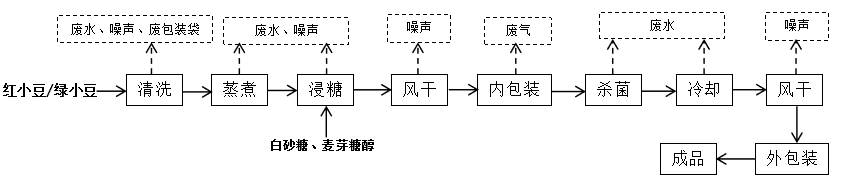 废水、噪声、废包装袋
废水、噪声
噪声
废气
废水
噪声
红小豆/绿小豆
清洗
蒸煮
浸糖
风干
内包装
杀菌
冷却
风干
白砂糖、麦芽糖醇
成品
外包装